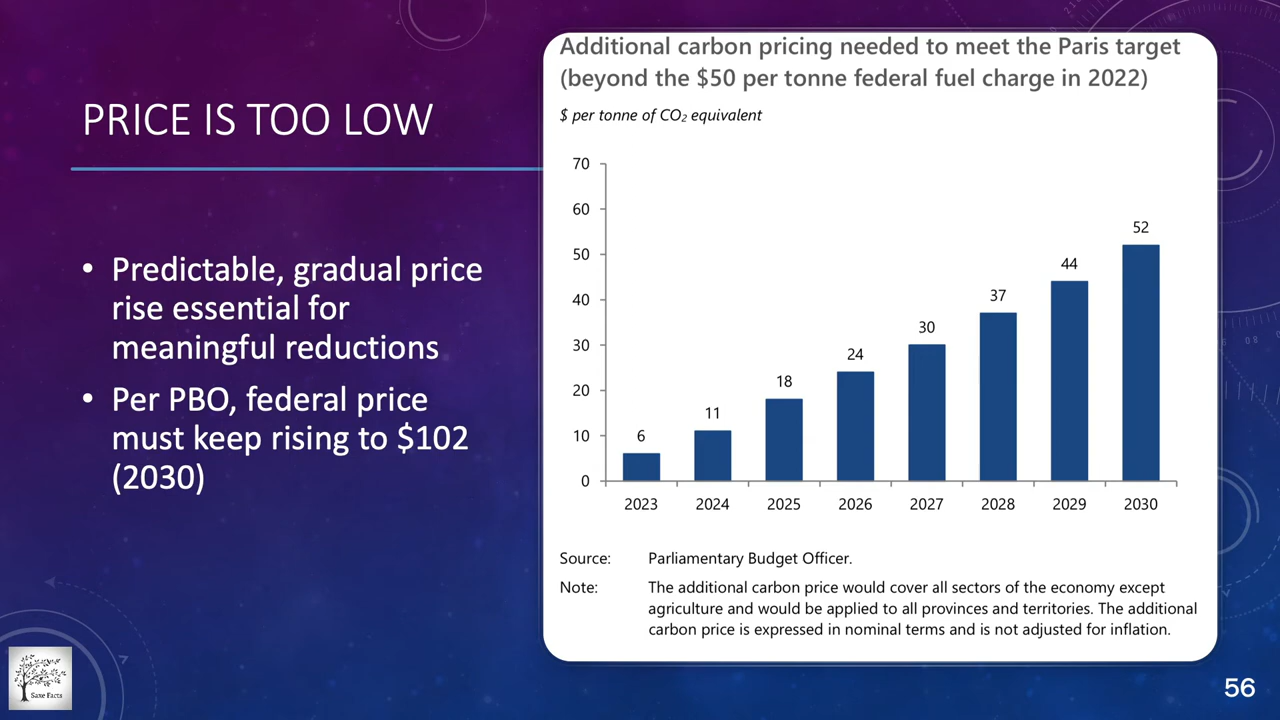 PRICE IS TOO LOW
• Predictable, gradual price
rise essential for
meaningful reductions
• Per PBO, federal price
must keep rising to $102
(2030)
Additional carbon pricing needed to meet the Paris target
(beyond the $50 per tonne federal fuel charge in 2022)
$ per tonne of CO₂ equivalent
70
60
50
40
30
20
10
0
6
11
18
24
30
37
44
52
2023 2024 2025 2026 2027 2028 2029 2030
Source: Parliamentary Budget Officer.
Note: The additional carbon price would cover all sectors of the economy except
agriculture and would be applied to all provinces and territories. The additional
carbon price is expressed in nominal terms and is not adjusted for inflation.
Saxe Facts
56